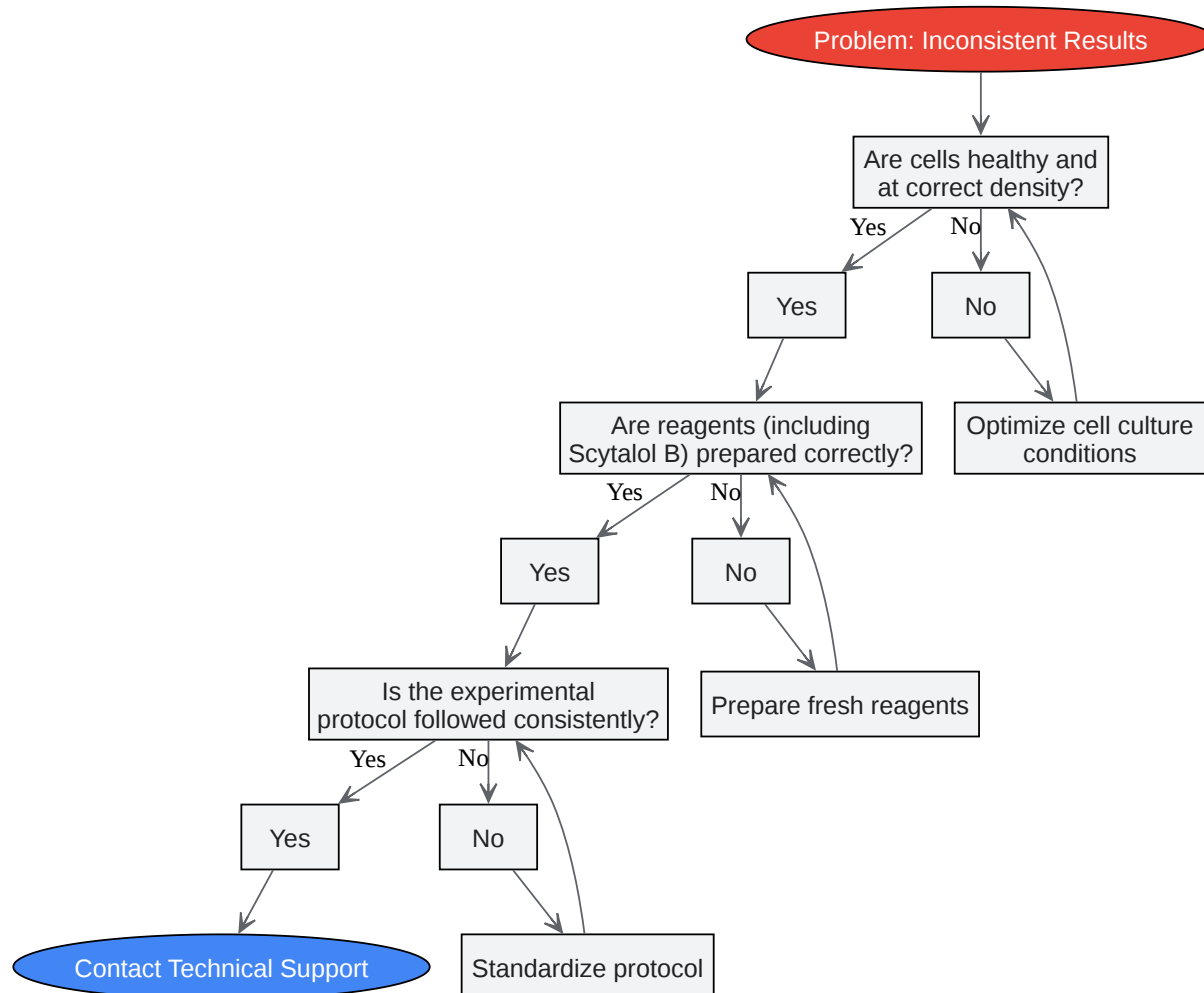 Problem: Inconsistent Results
Are cells healthy and
at correct density?
Yes
No
Yes
No
Are reagents (including
Scytalol B) prepared correctly?
Optimize cell culture
conditions
Yes
No
Yes
No
Is the experimental
protocol followed consistently?
Prepare fresh reagents
Yes
No
Yes
No
Contact Technical Support
Standardize protocol